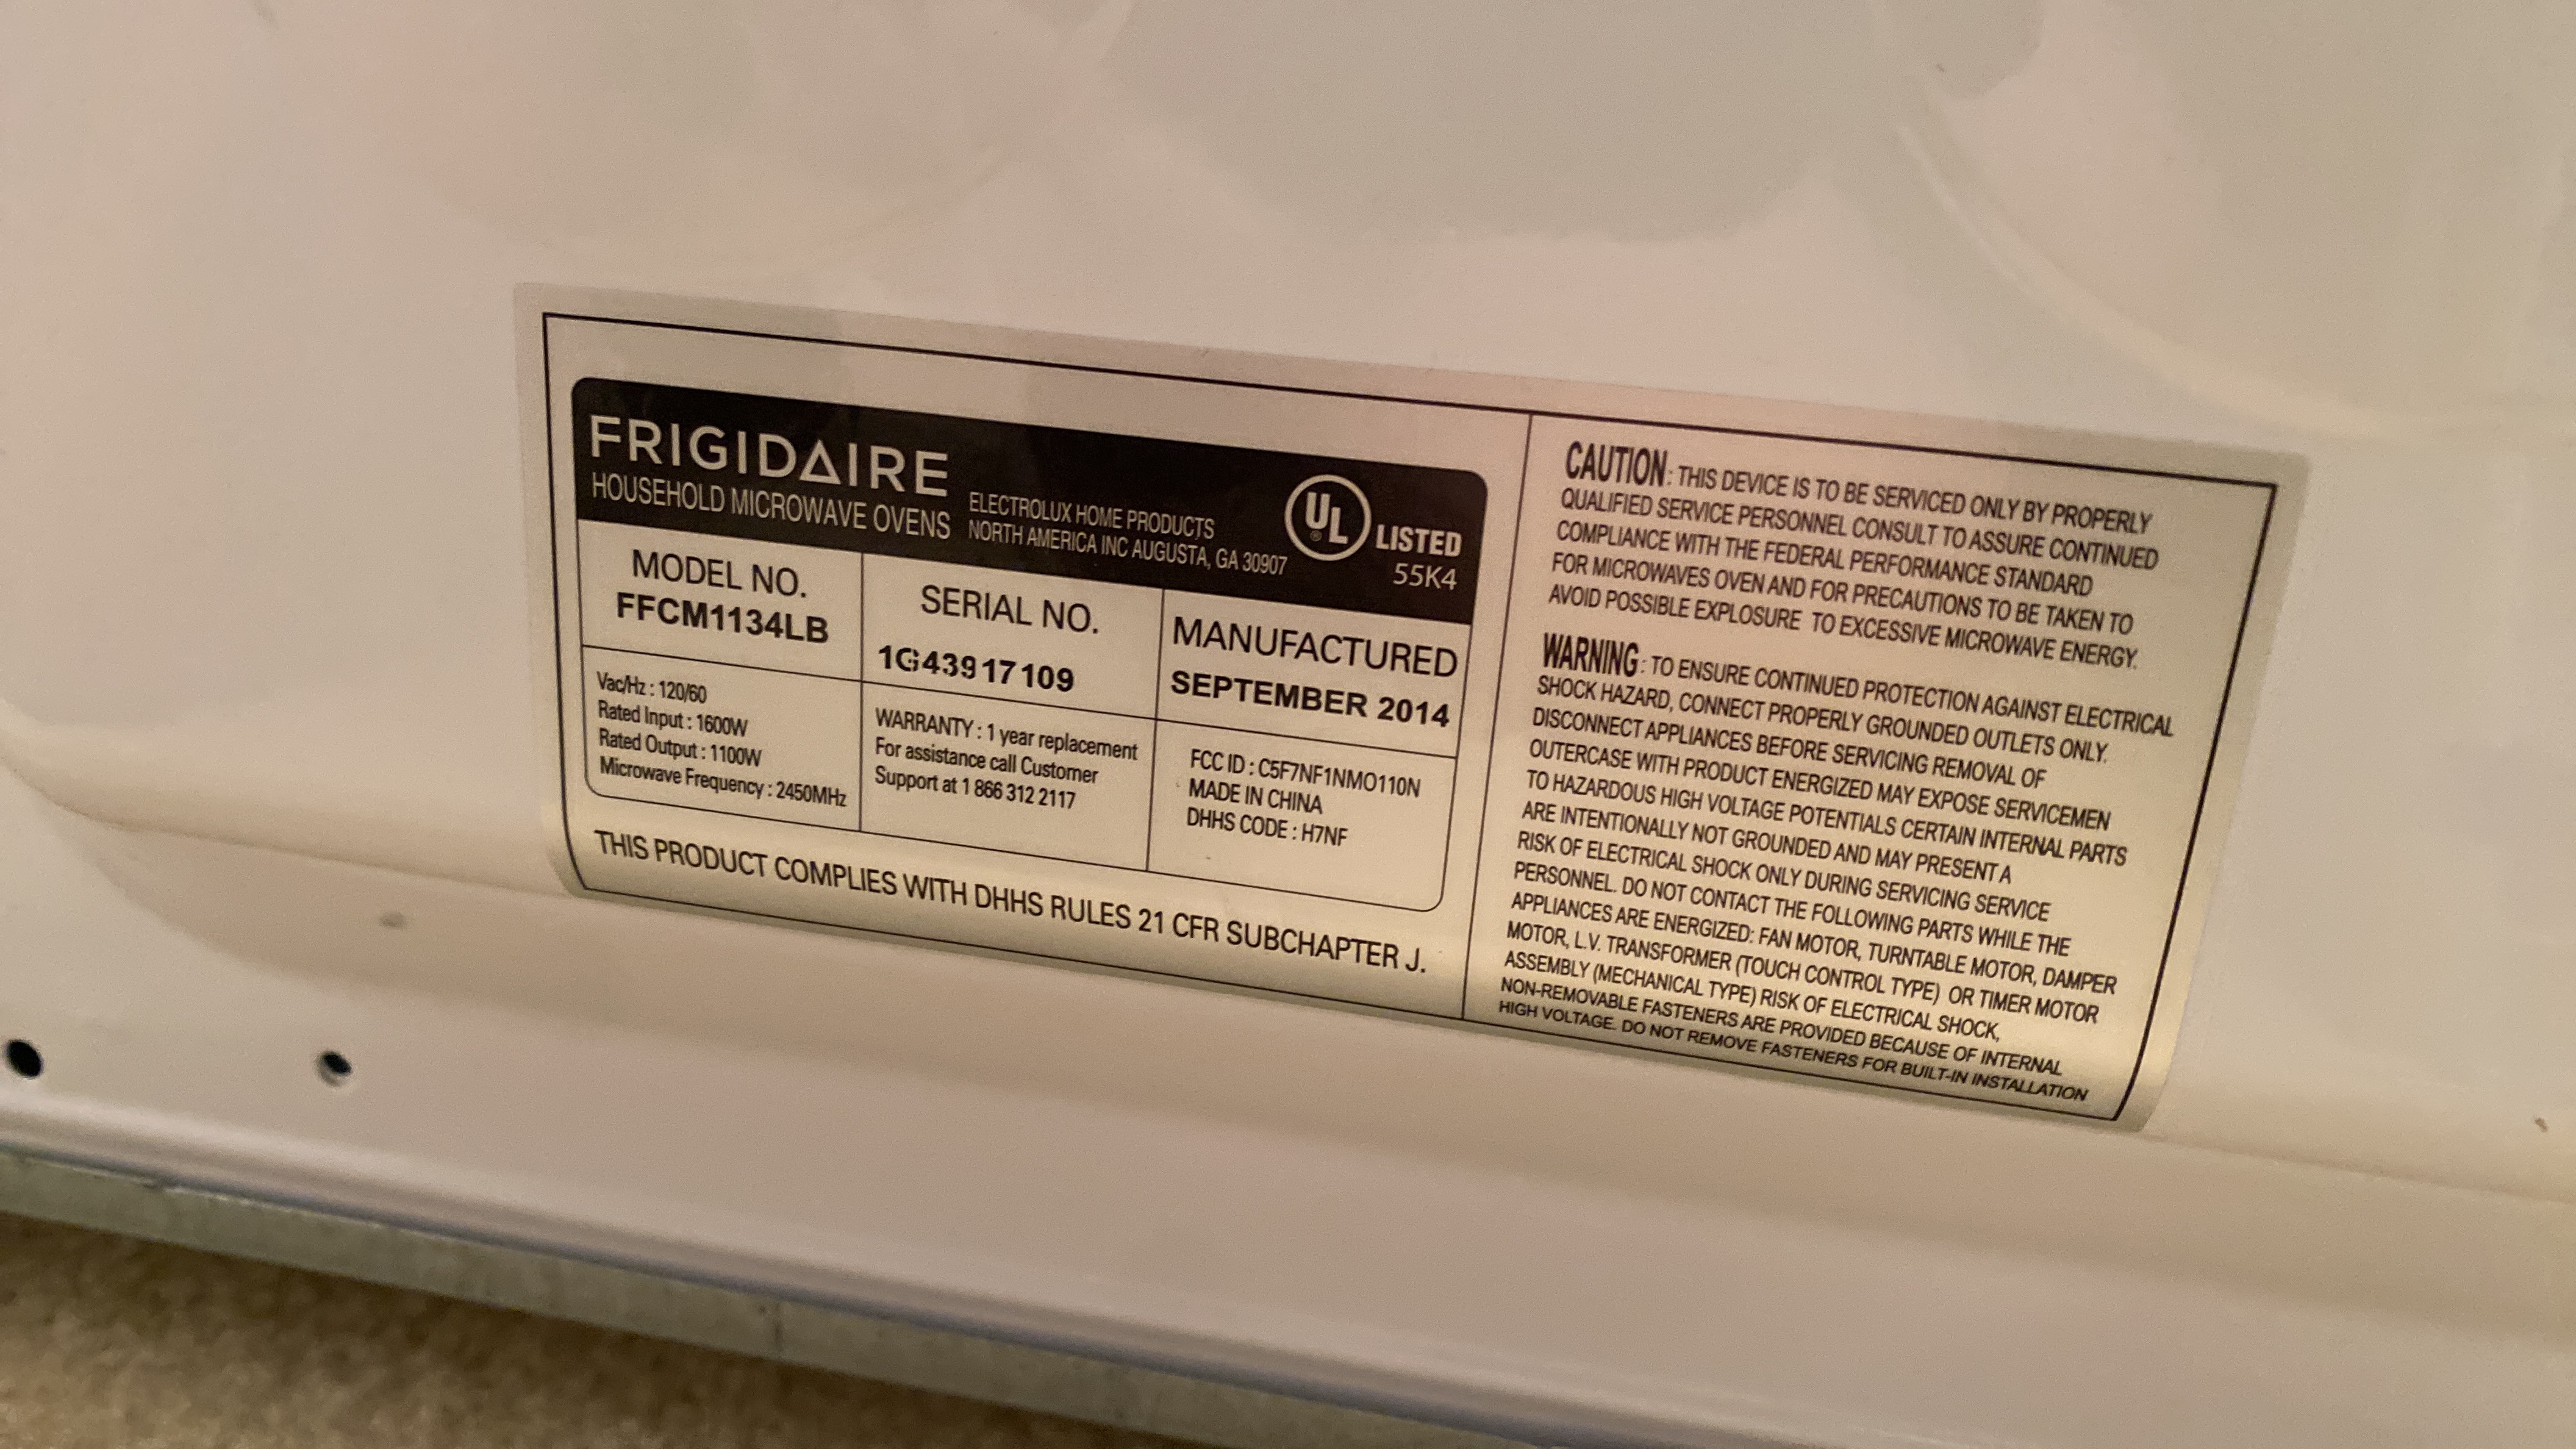 FRIGIDAIRE
HOUSEHOLD MICROWAVE OVENS
ELECTROLUX HOME PRODUCTS
NORTH AMERICA INC AUGUSTA, GA 30907
UL ®
LISTED
55K4
MODEL NO.
FFCM1134LB
SERIAL NO.
1G43917109
MANUFACTURED
SEPTEMBER 2014
Vac/Hz : 120/60
Rated Input : 1600W
Rated Output : 1100W
Microwave Frequency : 2450MHz
WARRANTY : 1 year replacement
For assistance call Customer
Support at 1 866 312 2117
FCC ID : C5F7NF1NMO110N
MADE IN CHINA
DHHS CODE : H7NF
THIS PRODUCT COMPLIES WITH DHHS RULES 21 CFR SUBCHAPTER J.
CAUTION : THIS DEVICE IS TO BE SERVICED ONLY BY PROPERLY
QUALIFIED SERVICE PERSONNEL CONSULT TO ASSURE CONTINUED
COMPLIANCE WITH THE FEDERAL PERFORMANCE STANDARD
FOR MICROWAVES OVEN AND FOR PRECAUTIONS TO BE TAKEN TO
AVOID POSSIBLE EXPLOSURE TO EXCESSIVE MICROWAVE ENERGY.
WARNING : TO ENSURE CONTINUED PROTECTION AGAINST ELECTRICAL
SHOCK HAZARD, CONNECT PROPERLY GROUNDED OUTLETS ONLY.
DISCONNECT APPLIANCES BEFORE SERVICING REMOVAL OF
OUTERCASE WITH PRODUCT ENERGIZED MAY EXPOSE SERVICEMEN
TO HAZARDOUS HIGH VOLTAGE POTENTIALS CERTAIN INTERNAL PARTS
ARE INTENTIONALLY NOT GROUNDED AND MAY PRESENT A
RISK OF ELECTRICAL SHOCK ONLY DURING SERVICING SERVICE
PERSONNEL. DO NOT CONTACT THE FOLLOWING PARTS WHILE THE
APPLIANCES ARE ENERGIZED: FAN MOTOR, TURNTABLE MOTOR, DAMPER
MOTOR, L.V. TRANSFORMER (TOUCH CONTROL TYPE) OR TIMER MOTOR
ASSEMBLY (MECHANICAL TYPE) RISK OF ELECTRICAL SHOCK,
NON-REMOVABLE FASTENERS ARE PROVIDED BECAUSE OF INTERNAL
HIGH VOLTAGE. DO NOT REMOVE FASTENERS FOR BUILT-IN INSTALLATION